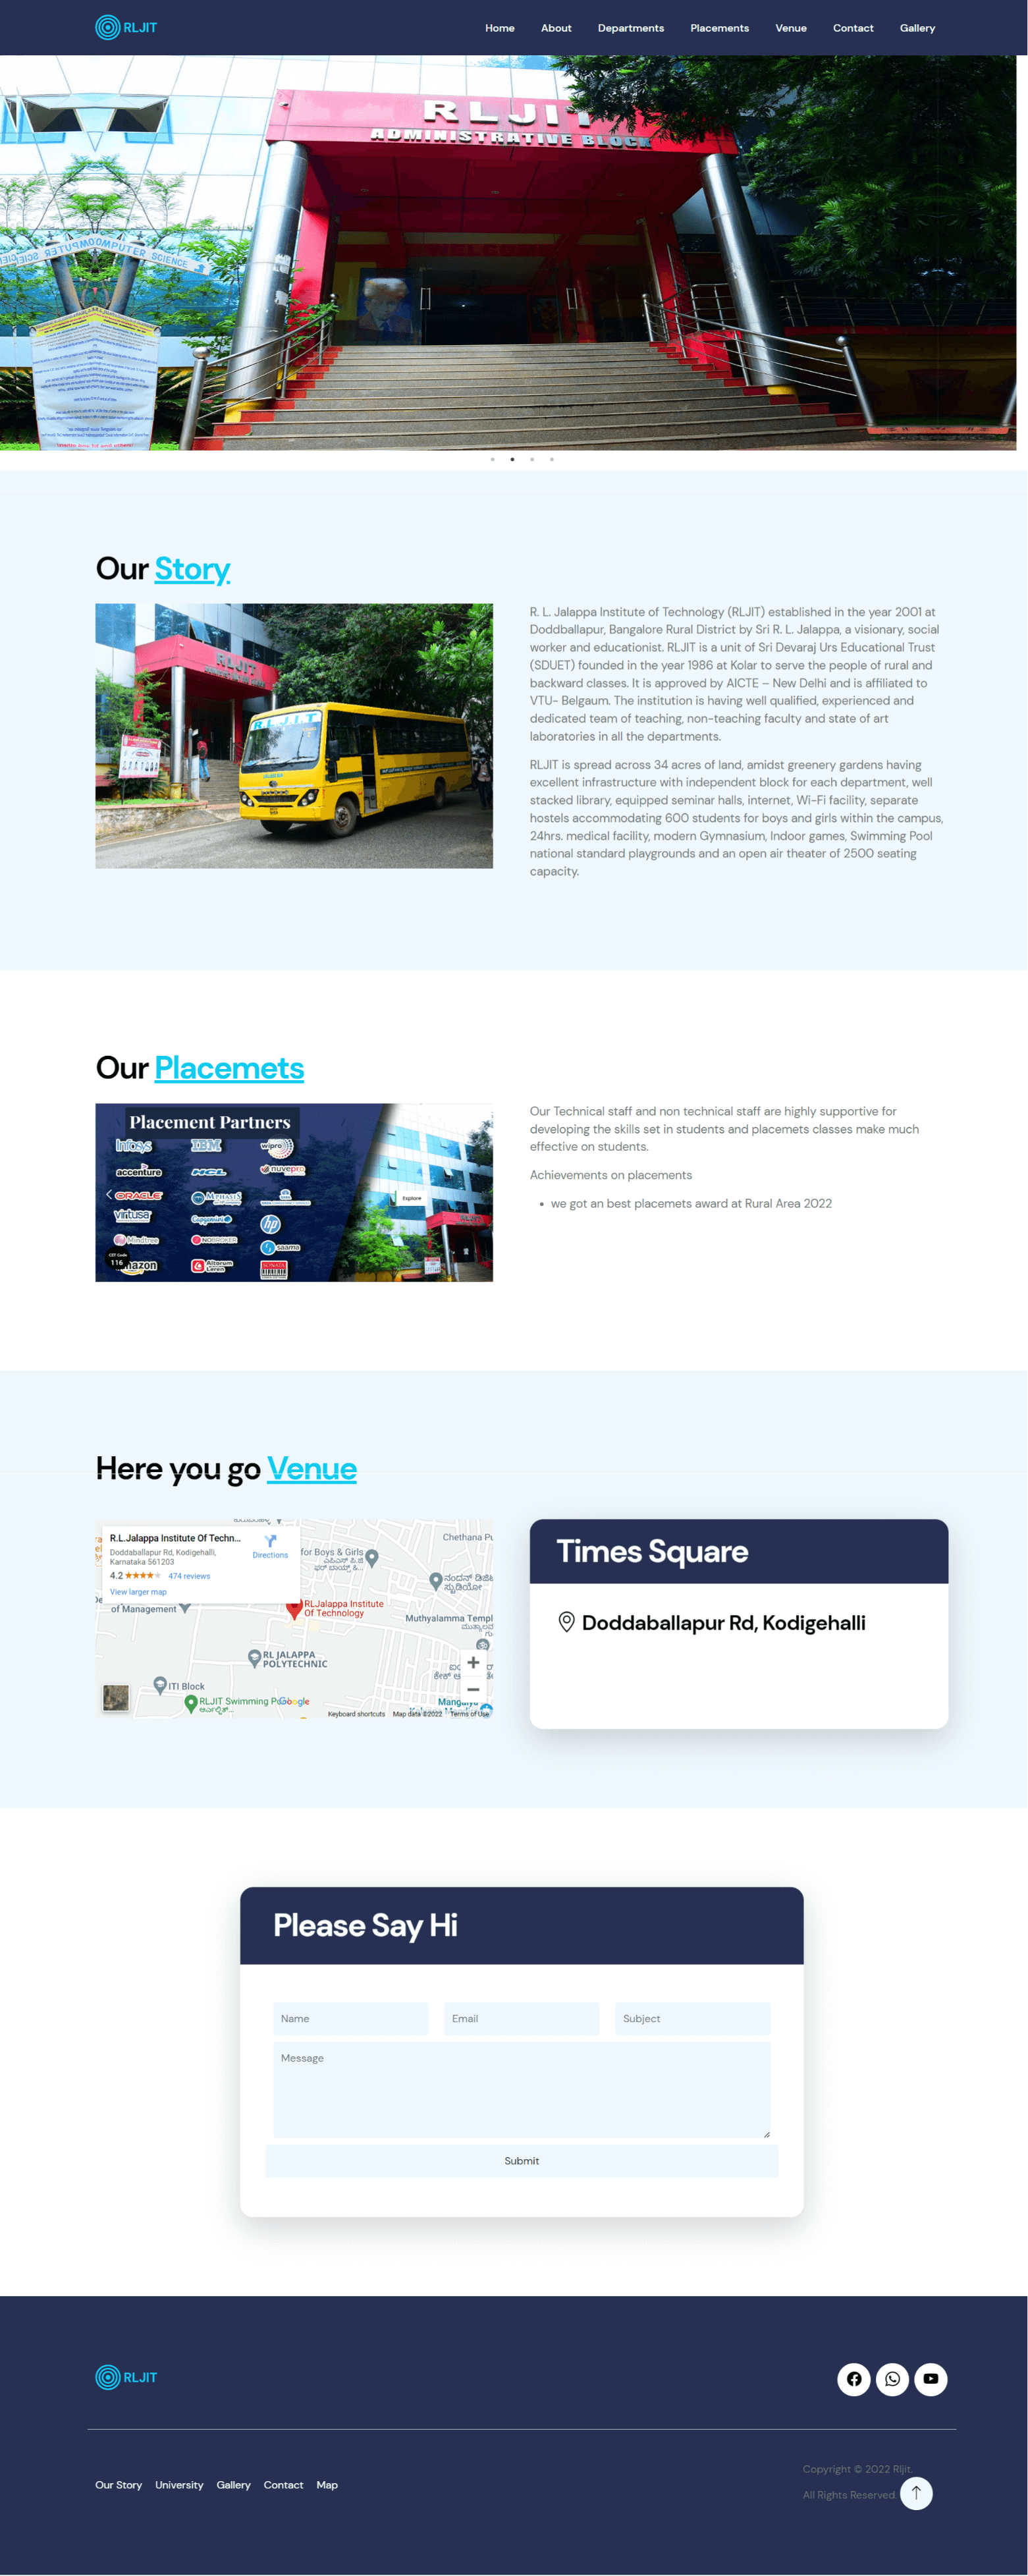 RLJIT
Home About Departments Placements Venue Contact Gallery
RLJIT
ADMINISTRATIVE BLOCK
COMPUTER SCIENCE
Our Story
RLJIT
RLJIT
R. L. Jalappa Institute of Technology (RLJIT) established in the year 2001 at
Doddballapur, Bangalore Rural District by Sri R. L. Jalappa, a visionary, social
worker and educationist. RLJIT is a unit of Sri Devaraj Urs Educational Trust
(SDUET) founded in the year 1986 at Kolar to serve the people of rural and
backward classes. It is approved by AICTE – New Delhi and is affiliated to
VTU- Belgaum. The institution is having well qualified, experienced and
dedicated team of teaching, non-teaching faculty and state of art
laboratories in all the departments.
RLJIT is spread across 34 acres of land, amidst greenery gardens having
excellent infrastructure with independent block for each department, well
stacked library, equipped seminar halls, internet, Wi-Fi facility, separate
hostels accommodating 600 students for boys and girls within the campus,
24hrs. medical facility, modern Gymnasium, Indoor games, Swimming Pool
national standard playgrounds and an open air theater of 2500 seating
capacity.
Our Placemets
Placement Partners
Infosys IBM wipro
accenture HCL nuvepro
ORACLE Mphasis
Explore
Virtusa Capgemini hp
Mindtree NOBROKER saama
CET Code
116
mazon Altorum Leren SONATA
Our Technical staff and non technical staff are highly supportive for
developing the skills set in students and placemets classes make much
effective on students.
Achievements on placements
we got an best placemets award at Rural Area 2022
Here you go Venue
R.L.Jalappa Institute Of Techn...
Doddaballapur Rd, Kodigehalli,
Karnataka 561203
Directions
4.2 474 reviews
View larger map
for Boys & Girls
Chethana Pu
of Management
RLJalappa Institute
Of Technology
Muthyalamma Templ
RL JALAPPA
POLYTECHNIC
ITI Block
RLJIT Swimming P
Google
Keyboard shortcuts Map data ©2022 Terms of Use
Times Square
Doddaballapur Rd, Kodigehalli
Please Say Hi
Name Email Subject
Message
Submit
RLJIT
Our Story University Gallery Contact Map
Copyright © 2022 Rljit.
All Rights Reserved.